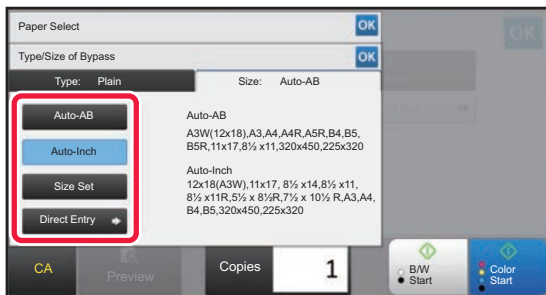 Paper Select OK
OK
Type/Size of Bypass OK
Type: Plain Size: Auto-AB
Auto-AB Auto-AB
A3W(12x18),A3,A4,A4R,A5R,B4,B5,
B5R,11x17,8½ x11,320x450,225x320
Auto-Inch Auto-Inch
12x18(A3W),11x17, 8½ x14,8½ x11,
Size Set 8½ x11R,5½ x 8½R,7½ x 10½ R,A3,A4,
B4,B5,320x450,225x320
Direct Entry
CA Preview Copies 1 B/W Start Color Start